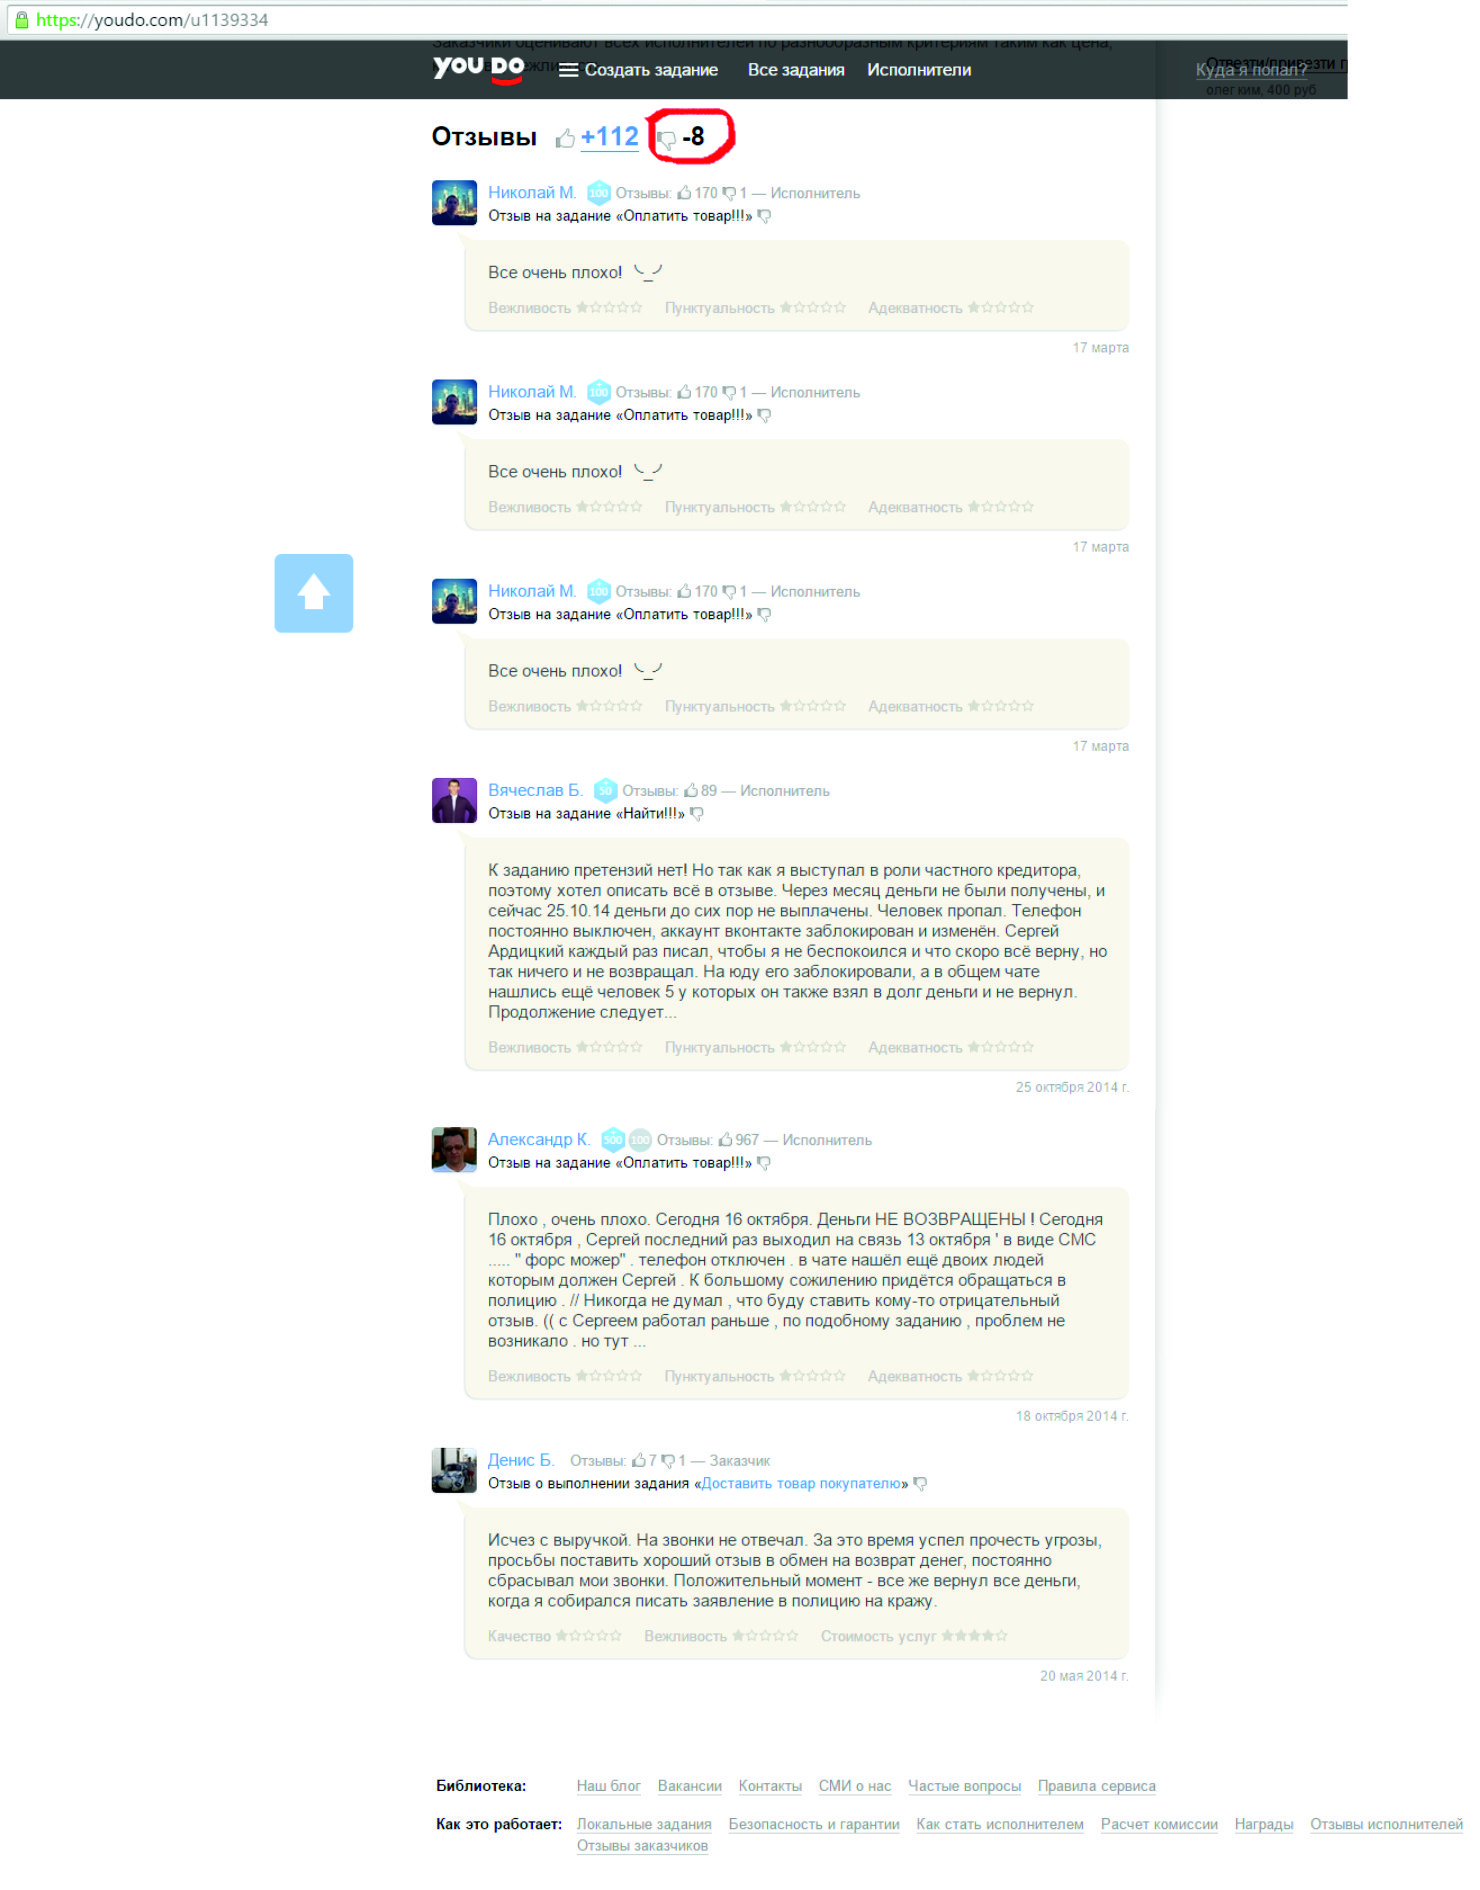 https://youdo.com/u1139334
Заказчики оценивают всех исполнителей по разнообразным критериям таким как цена,
YOU DO Создать задание Все задания Исполнители Куда я попал?
Отвезти/привезти г
олег ким, 400 руб
Отзывы +112 -8
Николай М. 100 Отзывы: 170 1 — Исполнитель
Отзыв на задание «Оплатить товар!!!»
Все очень плохо! ╰_╯
Вежливость ★☆☆☆☆ Пунктуальность ★☆☆☆☆ Адекватность ★☆☆☆☆
17 марта
Николай М. 100 Отзывы: 170 1 — Исполнитель
Отзыв на задание «Оплатить товар!!!»
Все очень плохо! ╰_╯
Вежливость ★☆☆☆☆ Пунктуальность ★☆☆☆☆ Адекватность ★☆☆☆☆
17 марта
Николай М. 100 Отзывы: 170 1 — Исполнитель
Отзыв на задание «Оплатить товар!!!»
Все очень плохо! ╰_╯
Вежливость ★☆☆☆☆ Пунктуальность ★☆☆☆☆ Адекватность ★☆☆☆☆
17 марта
Вячеслав Б. 50 Отзывы: 89 — Исполнитель
Отзыв на задание «Найти!!!»
К заданию претензий нет! Но так как я выступал в роли частного кредитора,
поэтому хотел описать всё в отзыве. Через месяц деньги не были получены, и
сейчас 25.10.14 деньги до сих пор не выплачены. Человек пропал. Телефон
постоянно выключен, аккаунт вконтакте заблокирован и изменён. Сергей
Ардицкий каждый раз писал, чтобы я не беспокоился и что скоро всё верну, но
так ничего и не возвращал. На юду его заблокировали, а в общем чате
нашлись ещё человек 5 у которых он также взял в долг деньги и не вернул.
Продолжение следует...
Вежливость ★☆☆☆☆ Пунктуальность ★☆☆☆☆ Адекватность ★☆☆☆☆
25 октября 2014 г.
Александр К. 500 100 Отзывы: 967 — Исполнитель
Отзыв на задание «Оплатить товар!!!»
Плохо , очень плохо. Сегодня 16 октября. Деньги НЕ ВОЗВРАЩЕНЫ ! Сегодня
16 октября , Сергей последний раз выходил на связь 13 октября ' в виде СМС
..... " форс можер" . телефон отключен . в чате нашёл ещё двоих людей
которым должен Сергей . К большому сожилению придётся обращаться в
полицию . // Никогда не думал , что буду ставить кому-то отрицательный
отзыв. (( с Сергеем работал раньше , по подобному заданию , проблем не
возникало . но тут ...
Вежливость ★☆☆☆☆ Пунктуальность ★☆☆☆☆ Адекватность ★☆☆☆☆
18 октября 2014 г.
Денис Б. Отзывы: 7 1 — Заказчик
Отзыв о выполнении задания «Доставить товар покупателю»
Исчез с выручкой. На звонки не отвечал. За это время успел прочесть угрозы,
просьбы поставить хороший отзыв в обмен на возврат денег, постоянно
сбрасывал мои звонки. Положительный момент - все же вернул все деньги,
когда я собирался писать заявление в полицию на кражу.
Качество ★☆☆☆☆ Вежливость ★☆☆☆☆ Стоимость услуг ★★★★☆
20 мая 2014 г.
Библиотека: Наш блог Вакансии Контакты СМИ о нас Частые вопросы Правила сервиса
Как это работает: Локальные задания Безопасность и гарантии Как стать исполнителем Расчет комиссии Награды Отзывы исполнителей
Отзывы заказчиков